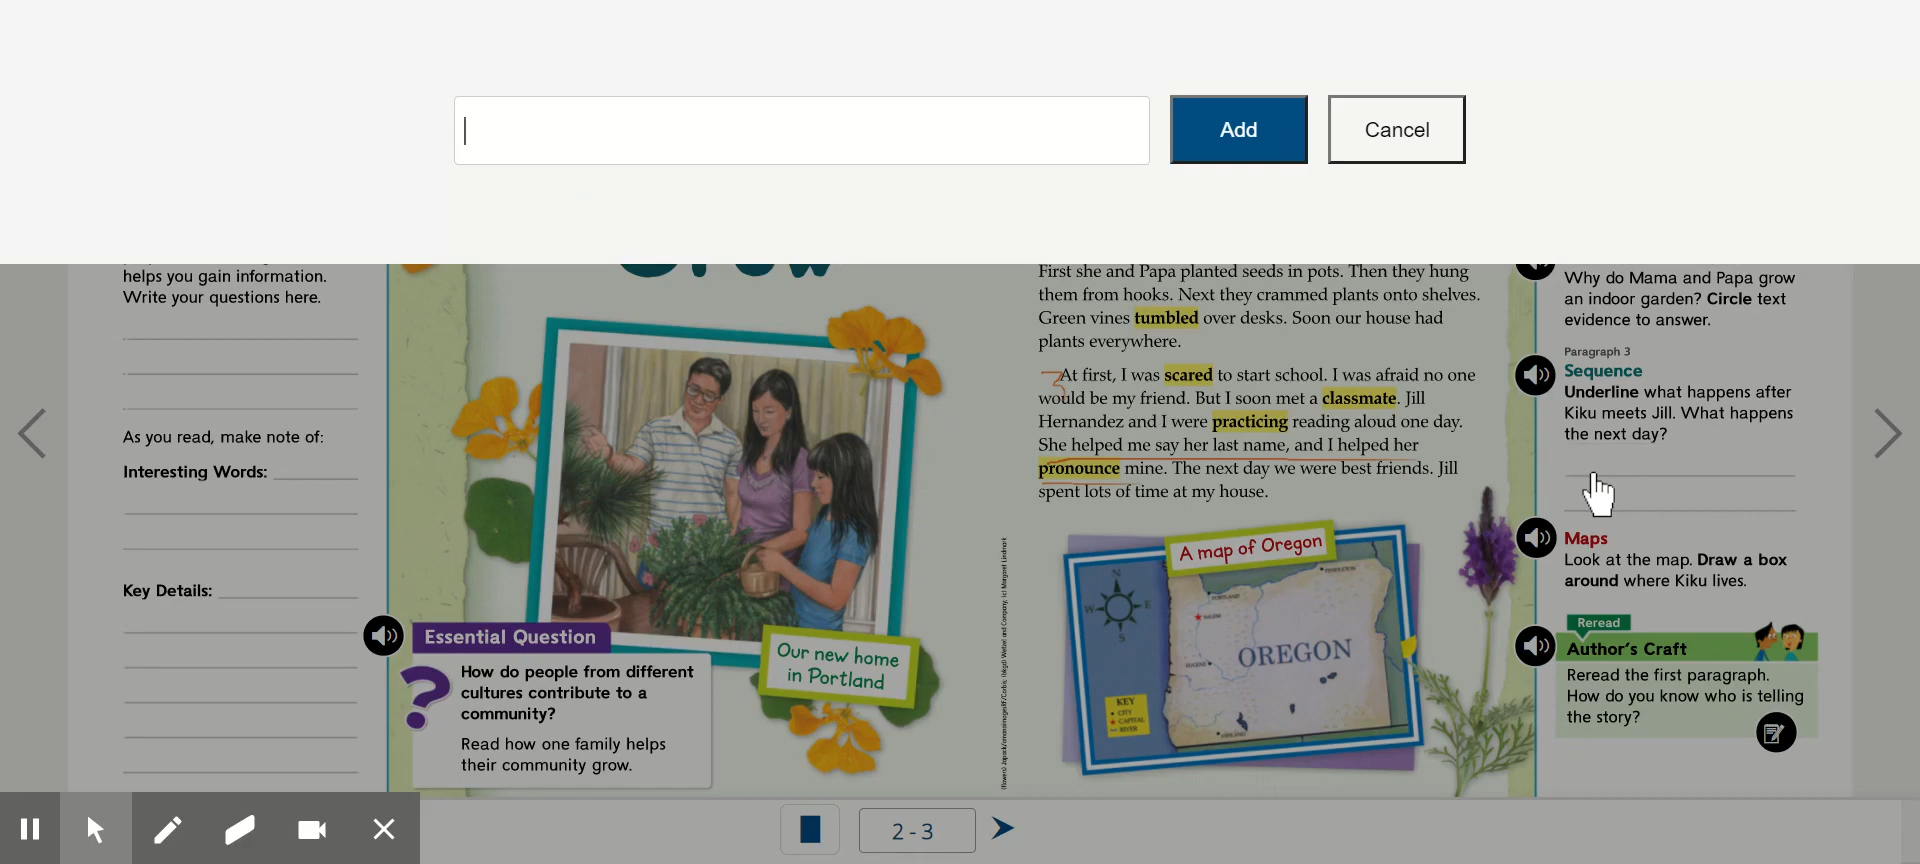 Add
Cancel
helps you gain information.
Write your questions here.
As you read, make note of:
Interesting Words:
Key Details:
Essential Question
How do people from different
cultures contribute to a
community?
Read how one family helps
their community grow.
Our new home
in Portland
First she and Papa planted seeds in pots. Then they hung
them from hooks. Next they crammed plants onto shelves.
Green vines tumbled over desks. Soon our house had
plants everywhere.
3
At first, I was scared to start school. I was afraid no one
would be my friend. But I soon met a classmate. Jill
Hernandez and I were practicing reading aloud one day.
She helped me say her last name, and I helped her
pronounce mine. The next day we were best friends. Jill
spent lots of time at my house.
A map of Oregon
N
W E
S
PORTLAND
SALEM
EUGENE
OREGON
KEY
CITY
CAPITAL
RIVER
Why do Mama and Papa grow
an indoor garden? Circle text
evidence to answer.
Paragraph 3
Sequence
Underline what happens after
Kiku meets Jill. What happens
the next day?
Maps
Look at the map. Draw a box
around where Kiku lives.
Reread
Author's Craft
Reread the first paragraph.
How do you know who is telling
the story?
2 - 3